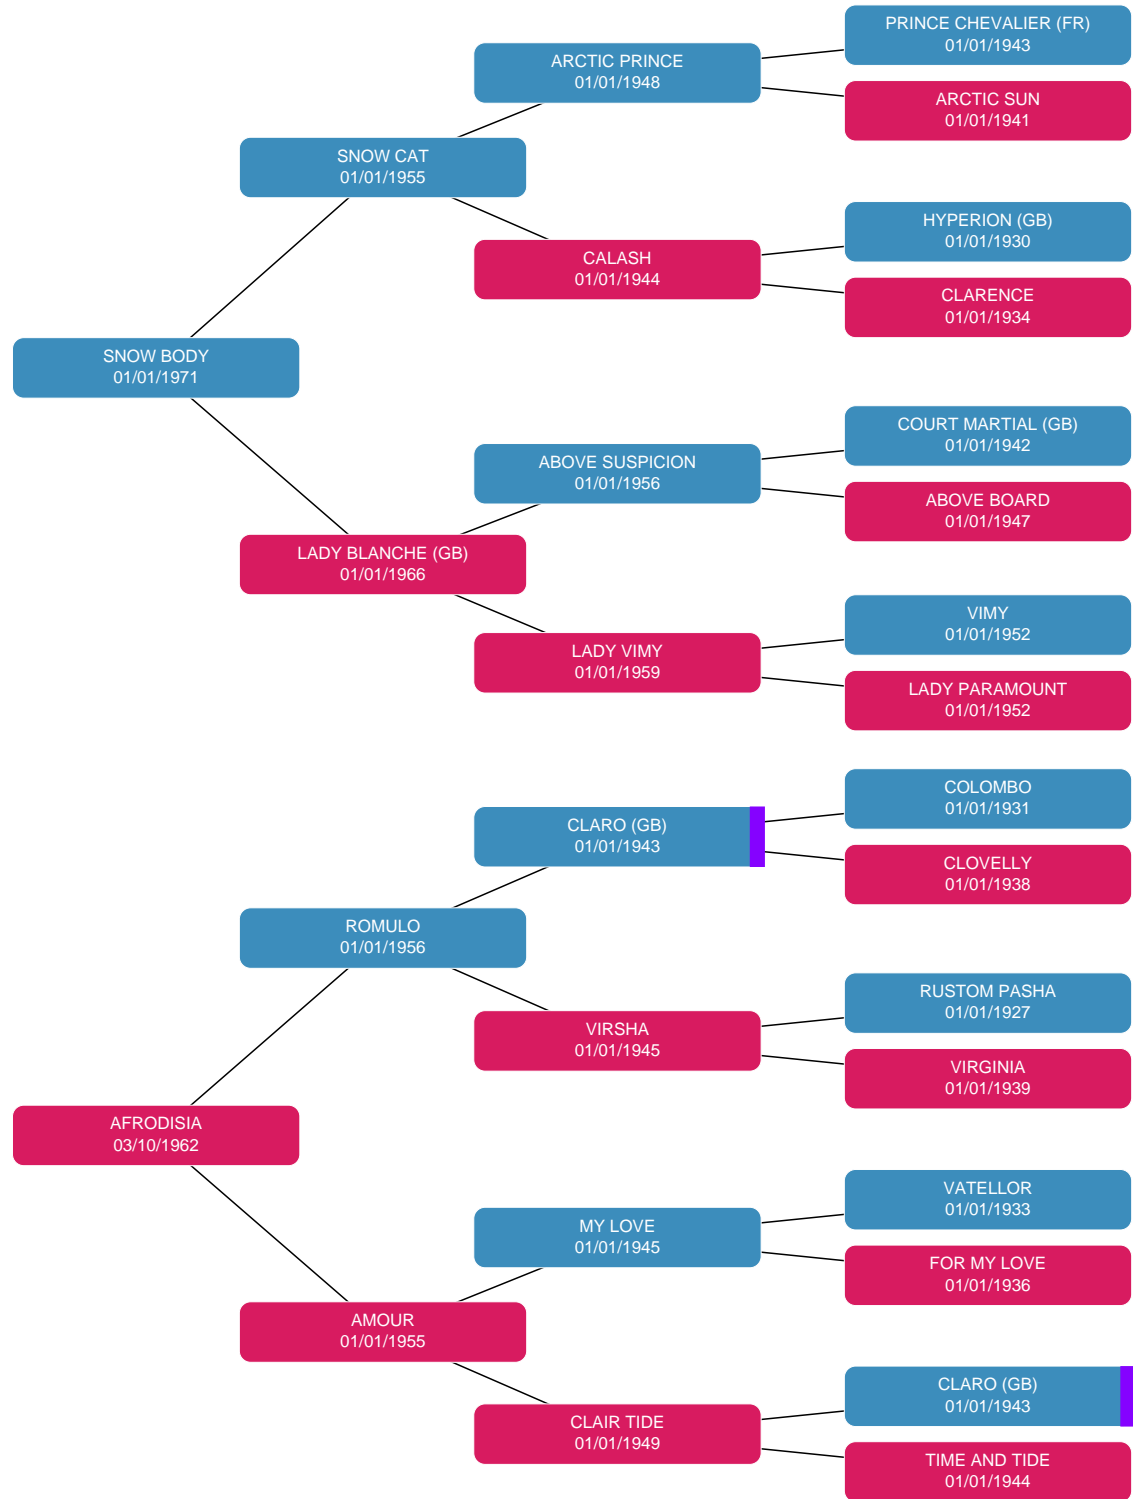 PRINCE CHEVALIER (FR)
01/01/1943
ARCTIC PRINCE
01/01/1948
ARCTIC SUN
01/01/1941
SNOW CAT
01/01/1955
HYPERION (GB)
01/01/1930
CALASH
01/01/1944
CLARENCE
01/01/1934
SNOW BODY
01/01/1971
COURT MARTIAL (GB)
01/01/1942
ABOVE SUSPICION
01/01/1956
ABOVE BOARD
01/01/1947
LADY BLANCHE (GB)
01/01/1966
VIMY
01/01/1952
LADY VIMY
01/01/1959
LADY PARAMOUNT
01/01/1952
COLOMBO
01/01/1931
CLARO (GB)
01/01/1943
CLOVELLY
01/01/1938
ROMULO
01/01/1956
RUSTOM PASHA
01/01/1927
VIRSHA
01/01/1945
VIRGINIA
01/01/1939
AFRODISIA
03/10/1962
VATELLOR
01/01/1933
MY LOVE
01/01/1945
FOR MY LOVE
01/01/1936
AMOUR
01/01/1955
CLARO (GB)
01/01/1943
CLAIR TIDE
01/01/1949
TIME AND TIDE
01/01/1944